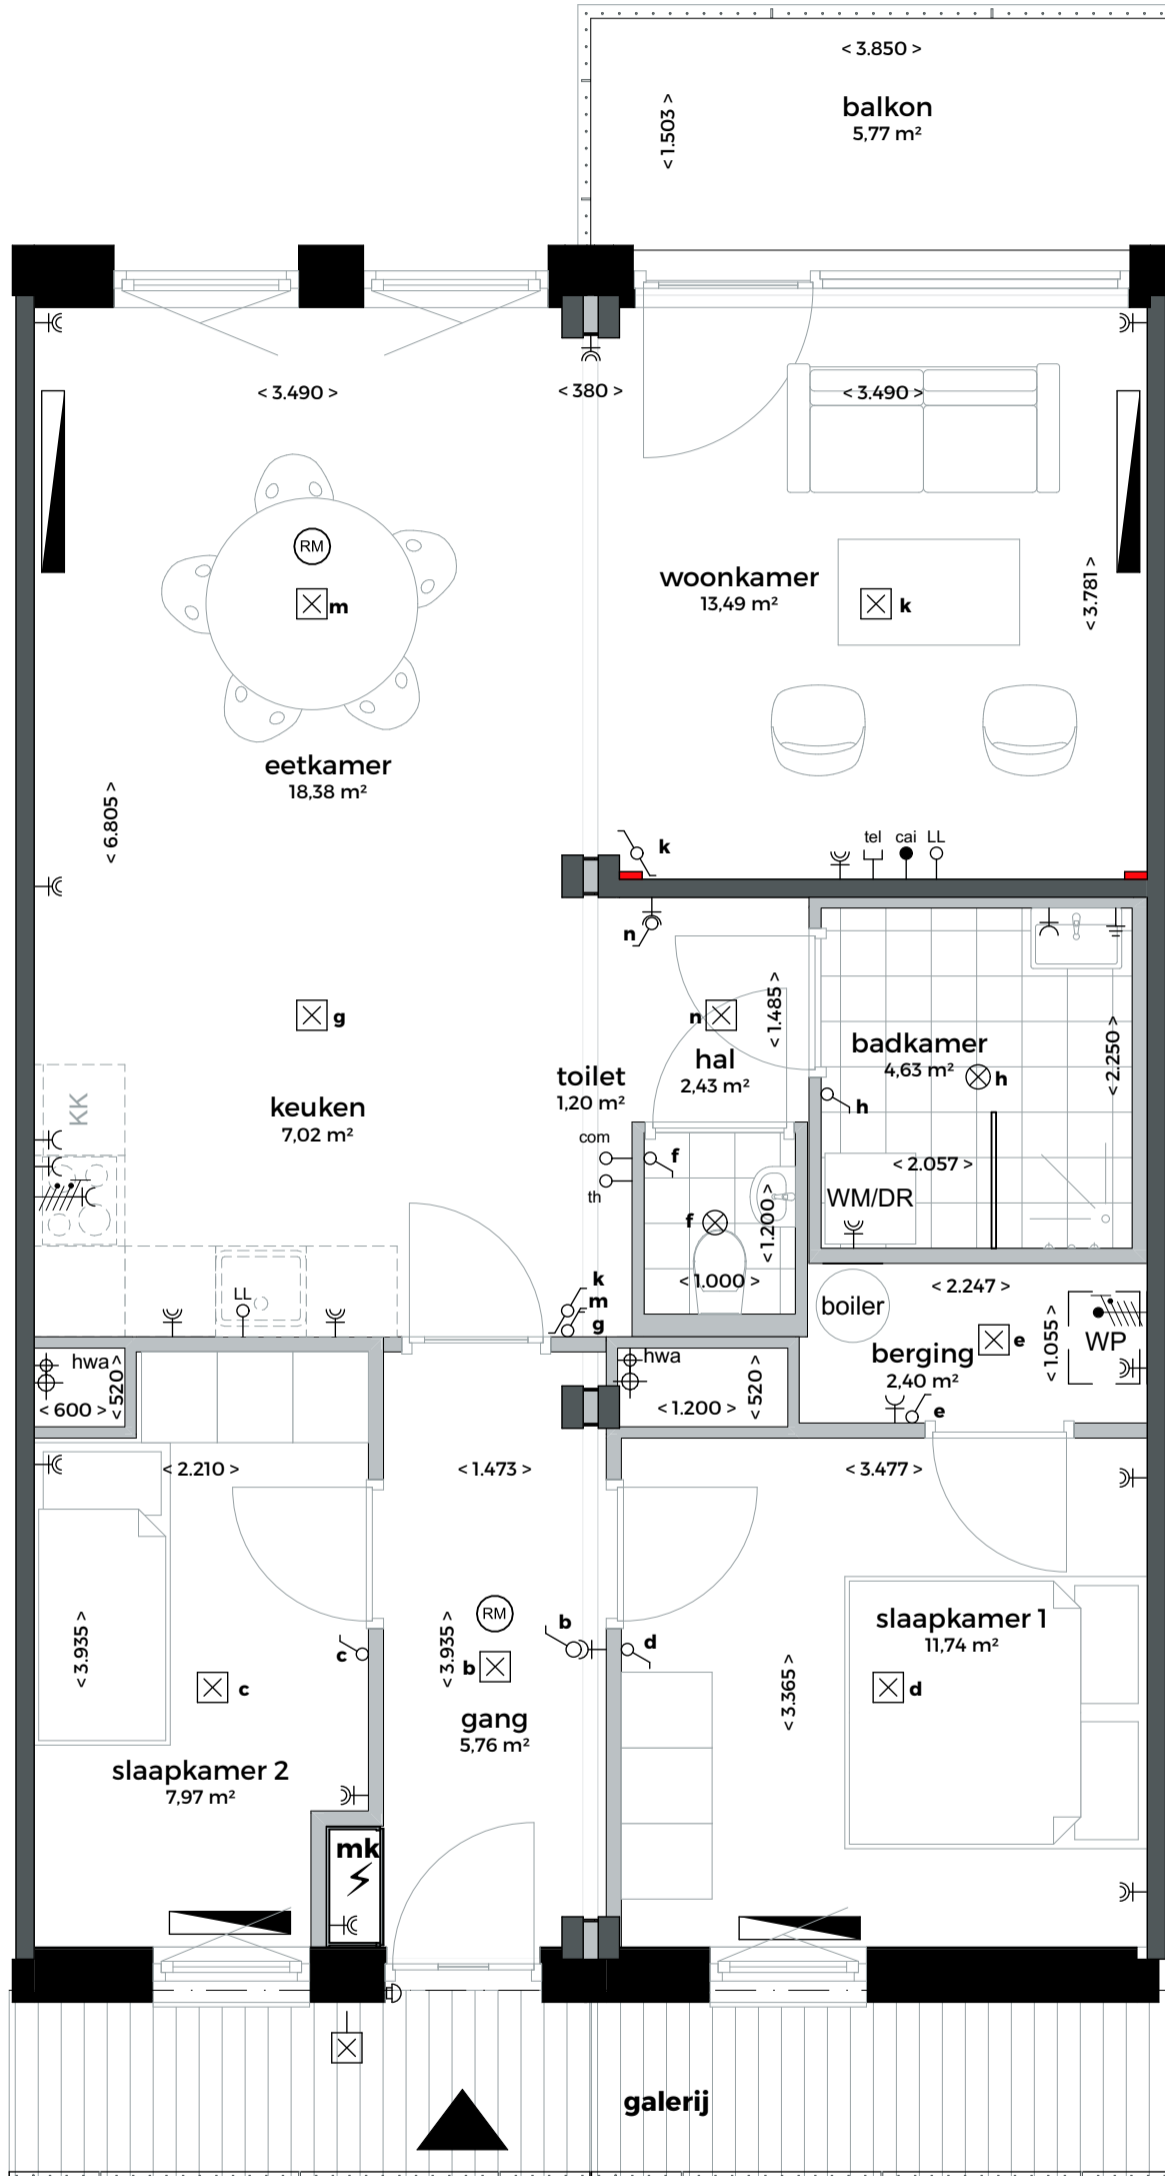 < 3.850 >
balkon
5,77 m²
< 1.503 >
< 3.490 >
< 380 >
< 3.490 >
RM
m
woonkamer
13,49 m²
k
< 3.781 >
eetkamer
18,38 m²
< 6.805 >
k
tel
cai
LL
n
g
n
< 1.485 >
hal
2,43 m²
badkamer
4,63 m²
h
< 2.250 >
KK
keuken
7,02 m²
toilet
1,20 m²
h
com
th
f
< 2.057 >
WM/DR
f
< 1.200 >
< 1.000 >
LL
k
m
g
boiler
< 2.247 >
berging
2,40 m²
e
< 1.055 >
WP
e
hwa
< 520 >
< 600 >
hwa
< 1.200 >
< 520 >
< 2.210 >
< 1.473 >
< 3.477 >
RM
b
c
< 3.935 >
< 3.935 >
b
d
slaapkamer 1
11,74 m²
c
d
< 3.365 >
gang
5,76 m²
slaapkamer 2
7,97 m²
mk
galerij